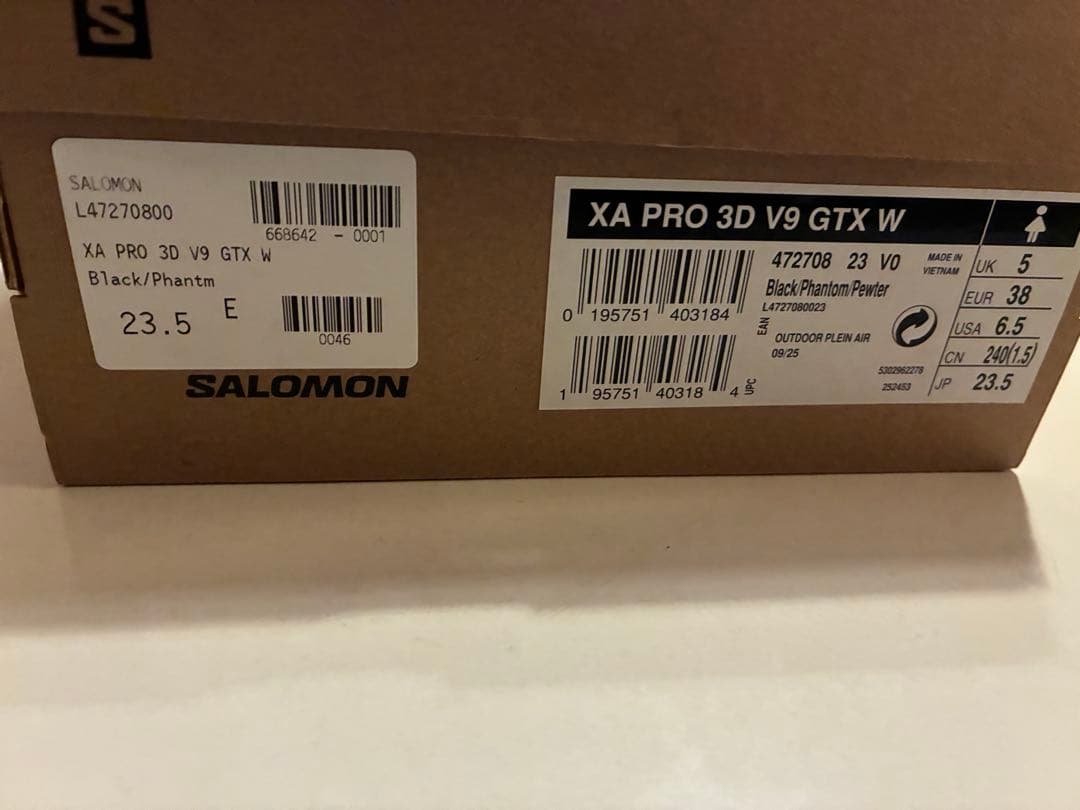 S
SALOMON
L47270800
668642 - 0001
XA PRO 3D V9 GTX W
Black/Phantm
23.5 E
0046
SALOMON
XA PRO 3D V9 GTX W
472708 23 V0
MADE IN
VIETNAM
Black/Phantom/Pewter
L4727080023
0 195751 403184
EAN
OUTDOOR PLEIN AIR
09/25
1 95751 40318 4
UPC
5302962278
252453
UK 5
EUR 38
USA 6.5
CN 240(1.5)
JP 23.5